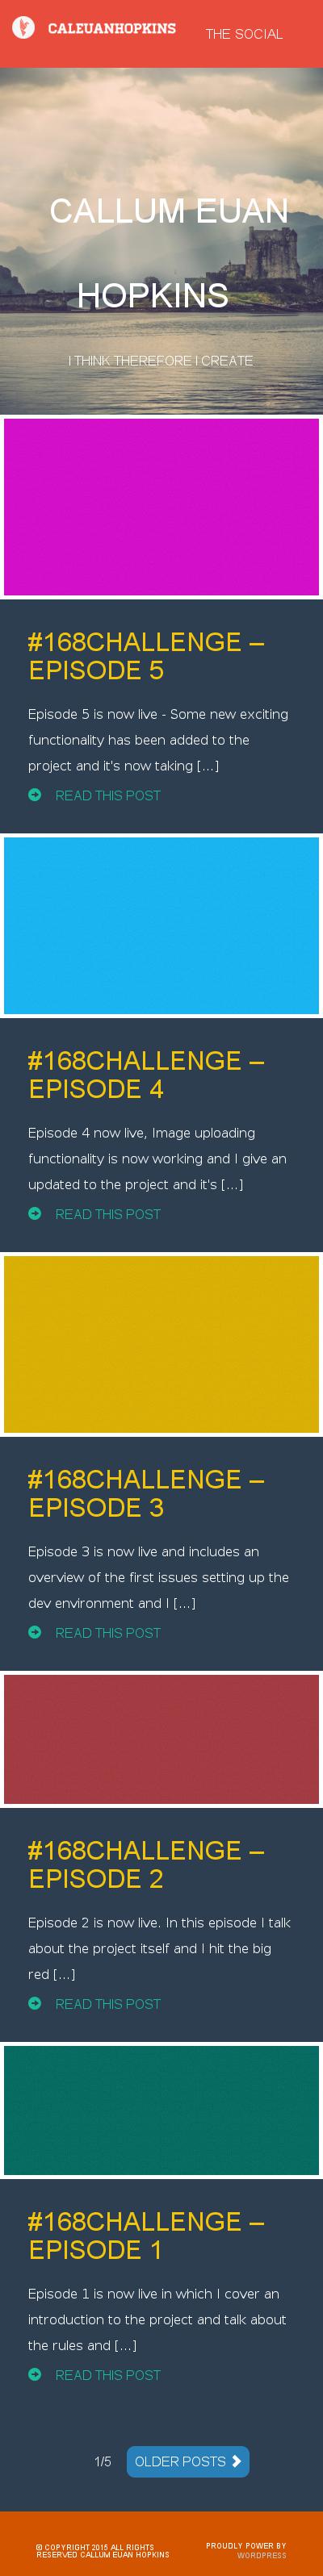 CALEUANHOPKINS
THE SOCIAL
CALLUM EUAN
HOPKINS
I THINK THEREFORE I CREATE
#168CHALLENGE –
EPISODE 5
Episode 5 is now live - Some new exciting
functionality has been added to the
project and it's now taking [...]
READ THIS POST
#168CHALLENGE –
EPISODE 4
Episode 4 now live, Image uploading
functionality is now working and I give an
updated to the project and it's [...]
READ THIS POST
#168CHALLENGE –
EPISODE 3
Episode 3 is now live and includes an
overview of the first issues setting up the
dev environment and I [...]
READ THIS POST
#168CHALLENGE –
EPISODE 2
Episode 2 is now live. In this episode I talk
about the project itself and I hit the big
red [...]
READ THIS POST
#168CHALLENGE –
EPISODE 1
Episode 1 is now live in which I cover an
introduction to the project and talk about
the rules and [...]
READ THIS POST
1/5
OLDER POSTS
© COPYRIGHT 2015 ALL RIGHTS
RESERVED CALLUM EUAN HOPKINS
PROUDLY POWER BY
WORDPRESS